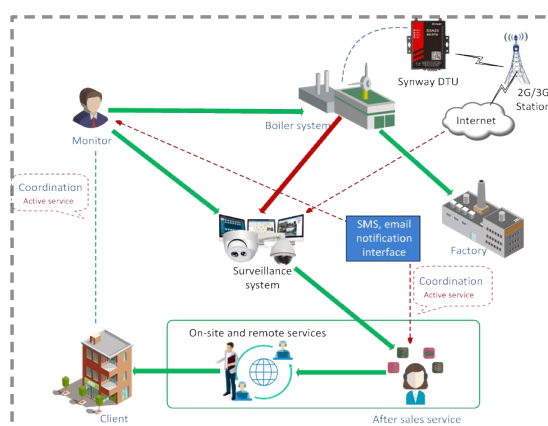 Synway DTU
2G/3G
Station
Internet
Boiler system
Monitor
Coordination
Active service
SMS, email
notification
interface
Factory
Surveillance
system
Coordination
Active service
On-site and remote services
Client
After sales service